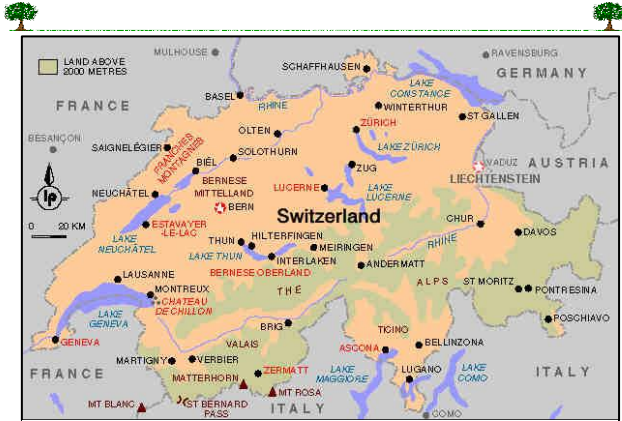 LAND ABOVE
2000 METRES
MULHOUSE
SCHAFFHAUSEN
RAVENSBURG
GERMANY
LAKE
CONSTANCE
FRANCE
BASEL
RHINE
WINTERTHUR
ST GALLEN
BESANÇON
SAIGNELÉGIER
FRANCHES
MONTAGNES
OLTEN
ZÜRICH
LAKE ZÜRICH
BIÊL
SOLOTHURN
ZUG
VADUZ
AUSTRIA
LIECHTENSTEIN
lp
NEUCHÂTEL
BERNESE
MITTELLAND
LUCERNE
LAKE
LUCERNE
BERN
Switzerland
0 20 KM
ESTAVAYER
-LE-LAC
LAKE
NEUCHÂTEL
THUN
HILTERFINGEN
LAKE THUN
INTERLAKEN
MEIRINGEN
BERNESE OBERLAND
ANDERMATT
RHINE
CHUR
DAVOS
LAUSANNE
MONTREUX
CHATEAU
DE CHILLON
THE
ALPS
ST MORITZ
PONTRESINA
LAKE
GENEVA
BRIG
POSCHIAVO
GENEVA
VALAIS
TICINO
BELLINZONA
MARTIGNY
VERBIER
ASCONA
ZERMATT
LUGANO
FRANCE
MATTERHORN
MT ROSA
LAKE
MAGGIORE
LAKE
COMO
ITALY
MT BLANC
ST BERNARD
PASS
ITALY
COMO